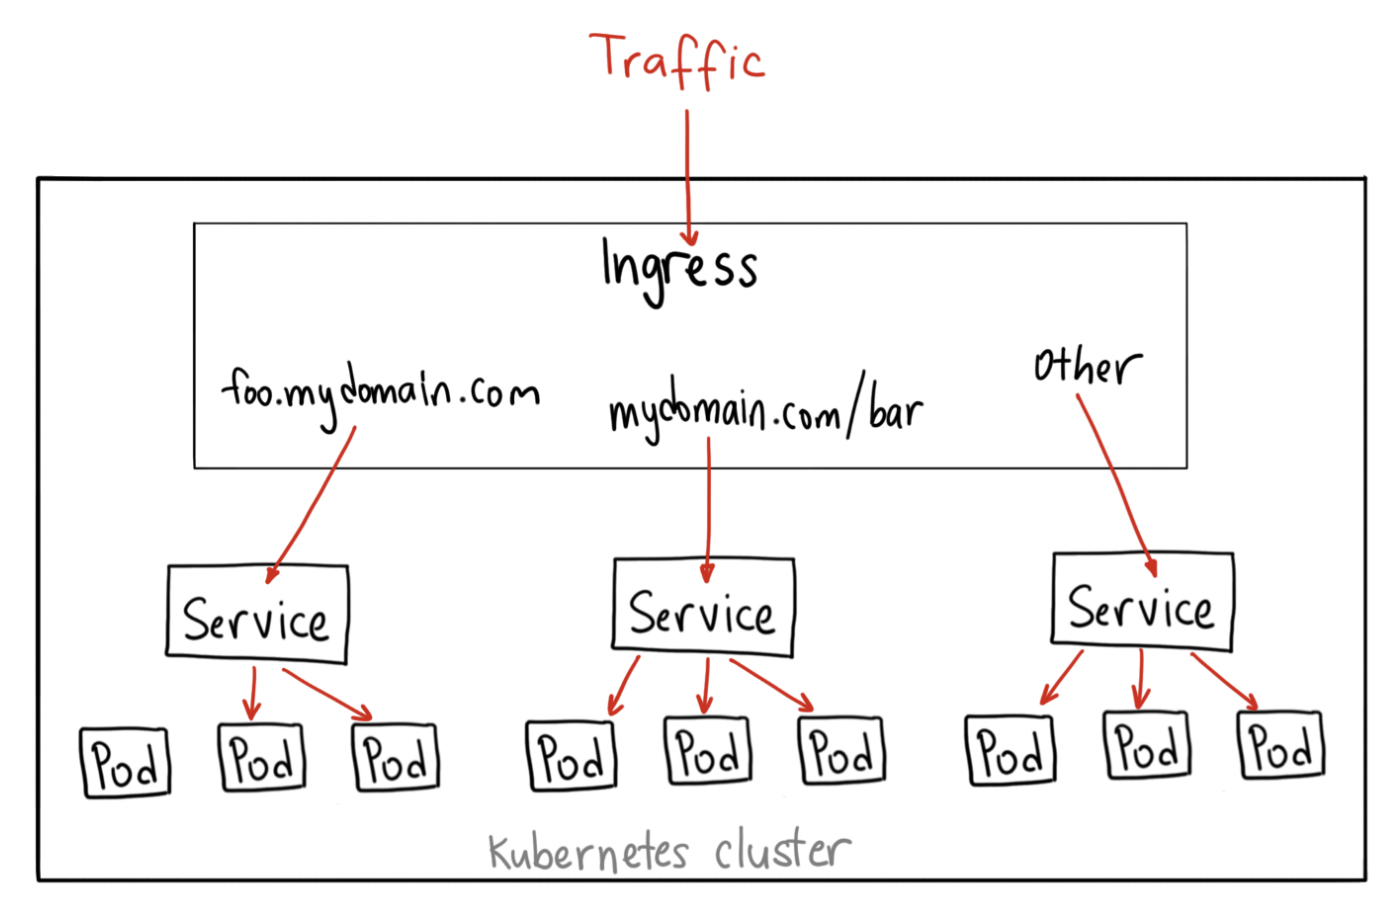 Traffic
Ingress
foo.mydomain.com
mydomain.com/bar
other
Service
Service
Service
Pod
Pod
Pod
Pod
Pod
Pod
Pod
Pod
Pod
Kubernetes cluster